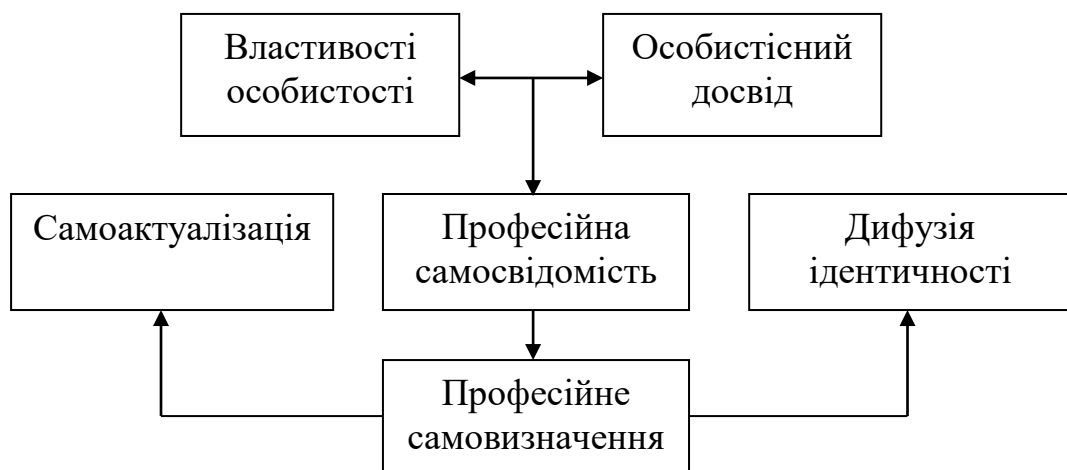 Властивості
особистості
Особистісний
досвід
Самоактуалізація
Професійна
самосвідомість
Дифузія
ідентичності
Професійне
самовизначення